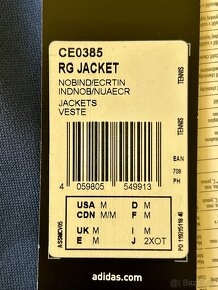 CE0385
RG JACKET
NOBIND/ECRTIN
INDNOB/NUAECR
JACKETS
VESTE
TENNIS
TENNIS
EAN
708
PH
4 059805 549913
USA M D M
CDN M/M F M
UK M I M
E M J 2XOT
adidas.com